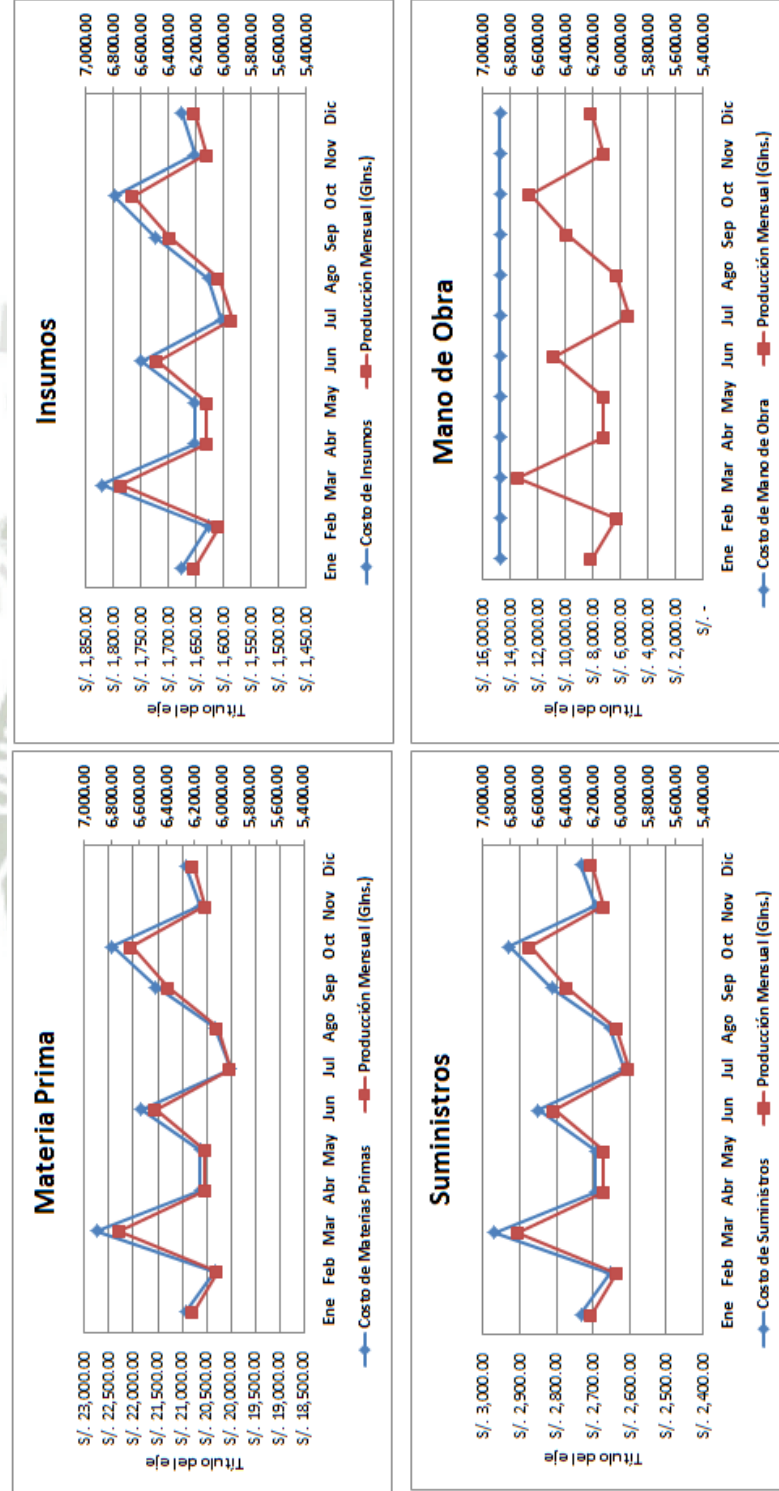 Materia Prima
S/. 23,000.00
S/. 22,500.00
S/. 22,000.00
S/. 21,500.00
S/. 21,000.00
S/. 20,500.00
S/. 20,000.00
S/. 19,500.00
S/. 19,000.00
S/. 18,500.00
Título del eje
7,000.00
6,800.00
6,600.00
6,400.00
6,200.00
6,000.00
5,800.00
5,600.00
5,400.00
Ene Feb Mar Abr May Jun Jul Ago Sep Oct Nov Dic
Costo de Materias Primas Producción Mensual (Glns.)
Insumos
S/. 1,850.00
S/. 1,800.00
S/. 1,750.00
S/. 1,700.00
S/. 1,650.00
S/. 1,600.00
S/. 1,550.00
S/. 1,500.00
S/. 1,450.00
Título del eje
7,000.00
6,800.00
6,600.00
6,400.00
6,200.00
6,000.00
5,800.00
5,600.00
5,400.00
Ene Feb Mar Abr May Jun Jul Ago Sep Oct Nov Dic
Costo de Insumos Producción Mensual (Glns.)
Suministros
S/. 3,000.00
S/. 2,900.00
S/. 2,800.00
S/. 2,700.00
S/. 2,600.00
S/. 2,500.00
S/. 2,400.00
Título del eje
7,000.00
6,800.00
6,600.00
6,400.00
6,200.00
6,000.00
5,800.00
5,600.00
5,400.00
Ene Feb Mar Abr May Jun Jul Ago Sep Oct Nov Dic
Costo de Suministros Producción Mensual (Glns.)
Mano de Obra
S/. 16,000.00
S/. 14,000.00
S/. 12,000.00
S/. 10,000.00
S/. 8,000.00
S/. 6,000.00
S/. 4,000.00
S/. 2,000.00
S/. -
Título del eje
7,000.00
6,800.00
6,600.00
6,400.00
6,200.00
6,000.00
5,800.00
5,600.00
5,400.00
Ene Feb Mar Abr May Jun Jul Ago Sep Oct Nov Dic
Costo de Mano de Obra Producción Mensual (Glns.)